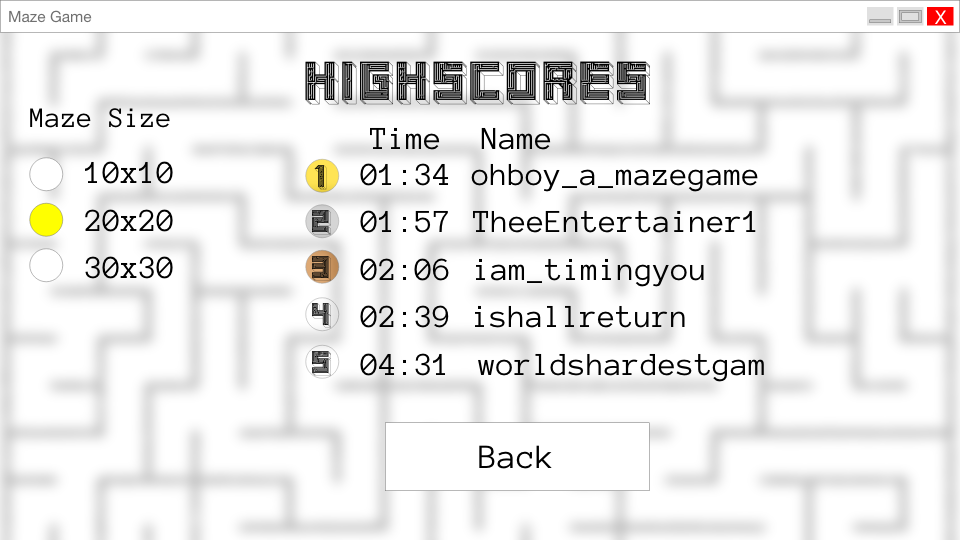 Maze Game
X
HIGHSCORES
Maze Size
Time Name
10x10
20x20
30x30
1 01:34 ohboy_a_mazegame
2 01:57 TheeEntertainer1
3 02:06 iam_timingyou
4 02:39 ishallreturn
5 04:31 worldshardestgam
Back